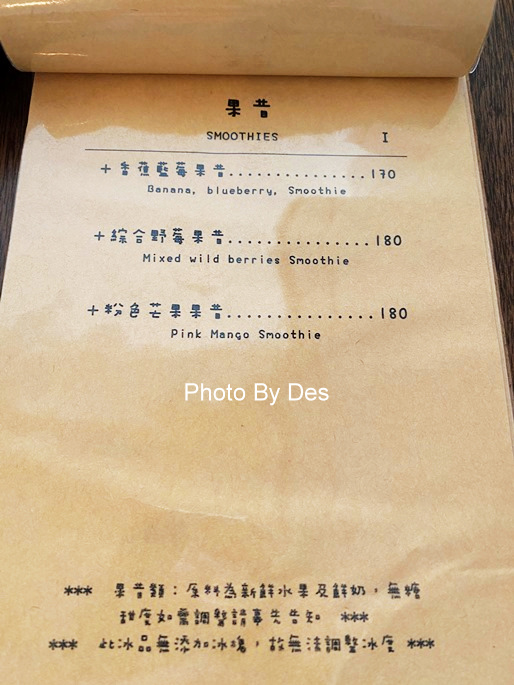 果昔
SMOOTHIES I
+香蕉藍莓果昔................170
Banana, blueberry, Smoothie
+綜合野莓果昔...............180
Mixed wild berries Smoothie
+粉色芒果果昔...............180
Pink Mango Smoothie
Photo By Des
*** 果昔類：原料為新鮮水果及鮮奶，無糖
甜度如需調整請事先告知 ***
*** 此冰品無添加冰塊，故無法調整冰度 ***